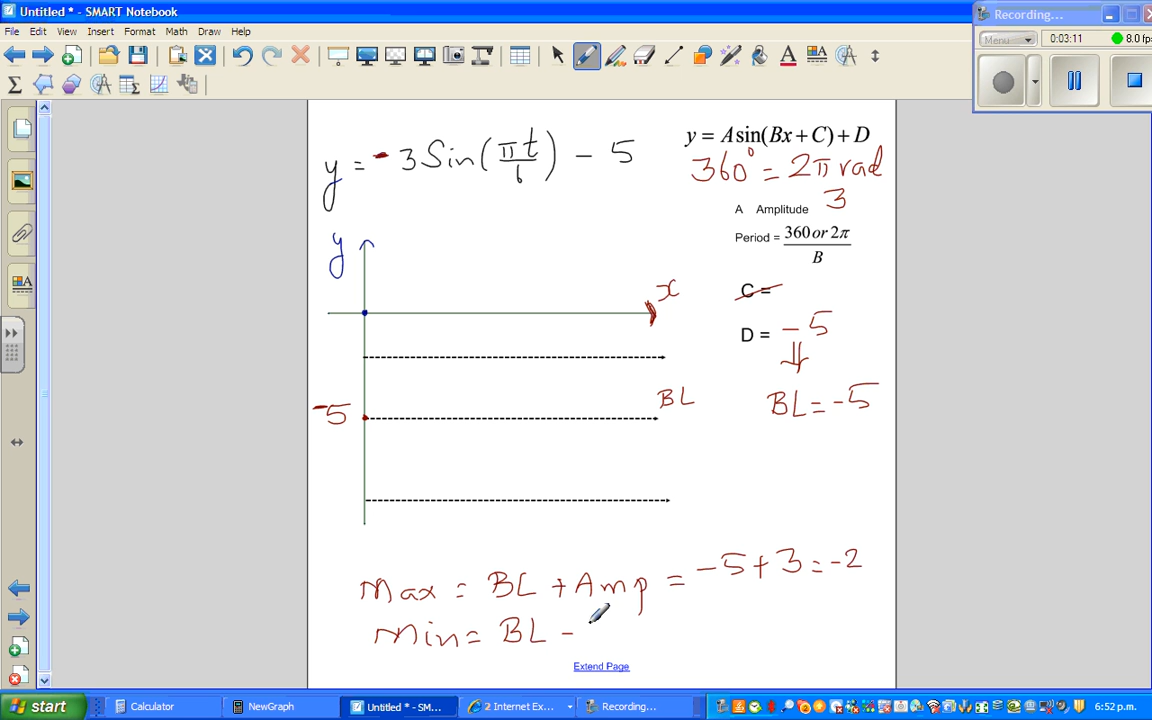 Untitled * - SMART Notebook
Recording...
File Edit View Insert Format Math Draw Help
Menu 0:03:11 8.0 fp
y = -3 Sin(πt/6) - 5
y = A sin(Bx + C) + D
360° = 2π rad
3
A Amplitude
Period = 360 or 2π / B
y
x
C =
D = -5
BL
BL = -5
-5
Max = BL + Amp = -5 + 3 = -2
Min = BL -
Extend Page
start Calculator NewGraph Untitled * - SM... 2 Internet Ex... Recording... 6:52 p.m.